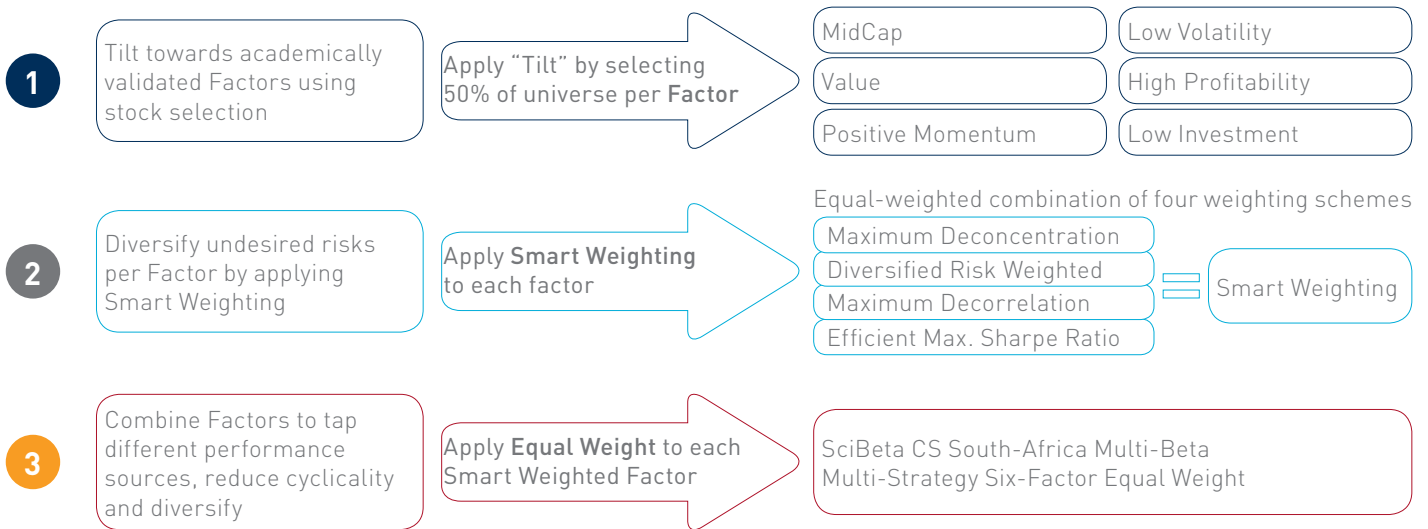 1
Tilt towards academically
validated Factors using
stock selection
Apply “Tilt” by selecting
50% of universe per Factor
MidCap
Low Volatility
Value
High Profitability
Positive Momentum
Low Investment
2
Diversify undesired risks
per Factor by applying
Smart Weighting
Apply Smart Weighting
to each factor
Equal-weighted combination of four weighting schemes
Maximum Deconcentration
Diversified Risk Weighted
Maximum Decorrelation
Efficient Max. Sharpe Ratio
Smart Weighting
3
Combine Factors to tap
different performance
sources, reduce cyclicality
and diversify
Apply Equal Weight to each
Smart Weighted Factor
SciBeta CS South-Africa Multi-Beta
Multi-Strategy Six-Factor Equal Weight